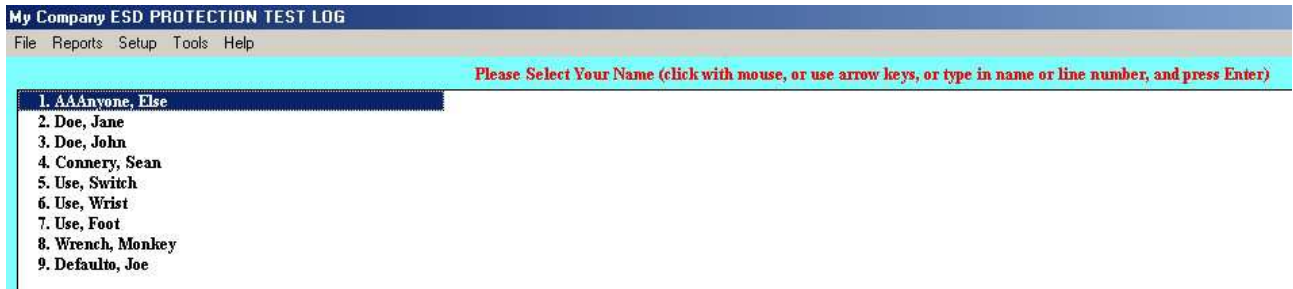 My Company ESD PROTECTION TEST LOG
File Reports Setup Tools Help
Please Select Your Name (click with mouse, or use arrow keys, or type in name or line number, and press Enter)
1. AAAnyone, Else
2. Doe, Jane
3. Doe, John
4. Connery, Sean
5. Use, Switch
6. Use, Wrist
7. Use, Foot
8. Wrench, Monkey
9. Defaulto, Joe